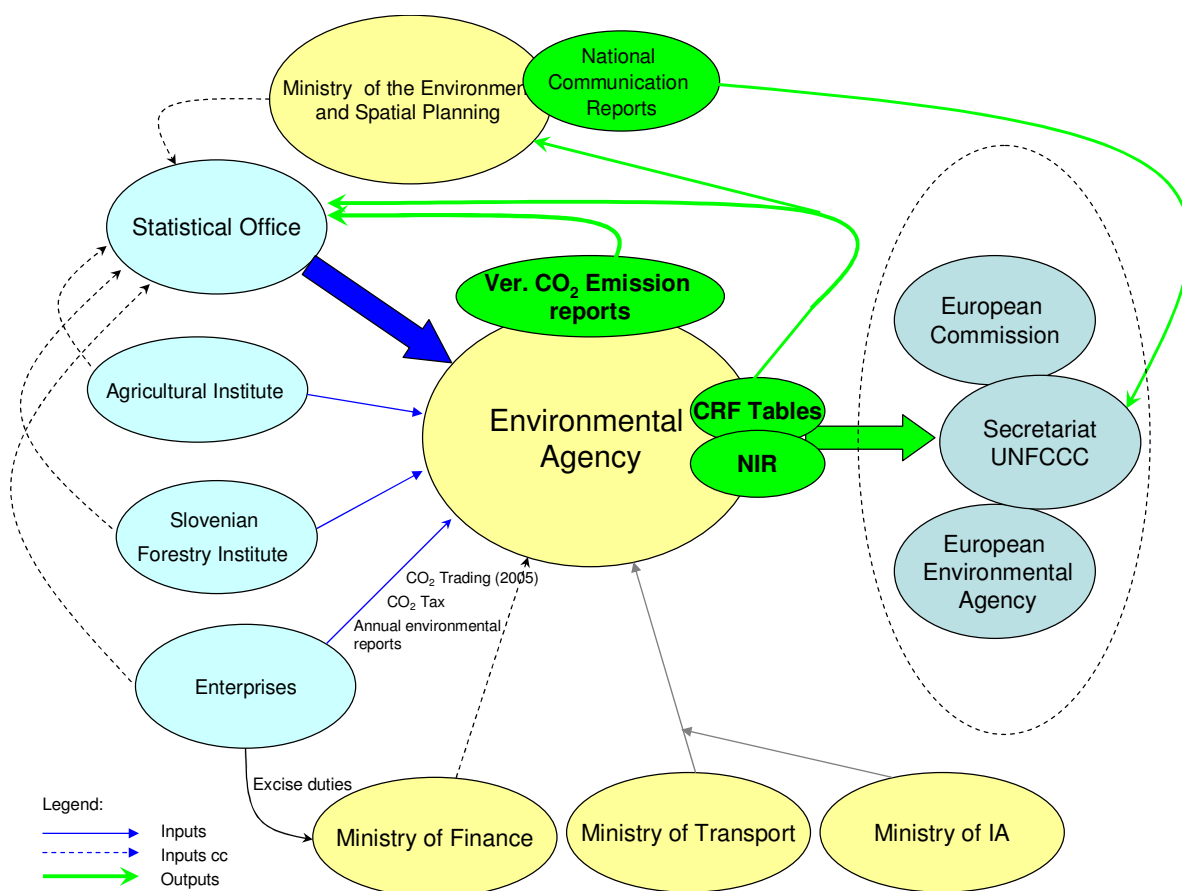 National
Communication
Reports
Ministry of the Environmen
and Spatial Planning
Statistical Office
Ver. CO₂ Emission
reports
European
Commission
Agricultural Institute
Environmental
Agency
CRF Tables
NIR
Secretariat
UNFCCC
Slovenian
Forestry Institute
European
Environmental
Agency
CO₂ Trading (2005)
CO₂ Tax
Annual environmental
reports
Enterprises
Excise duties
Legend:
Inputs
Inputs cc
Outputs
Ministry of Finance
Ministry of Transport
Ministry of IA